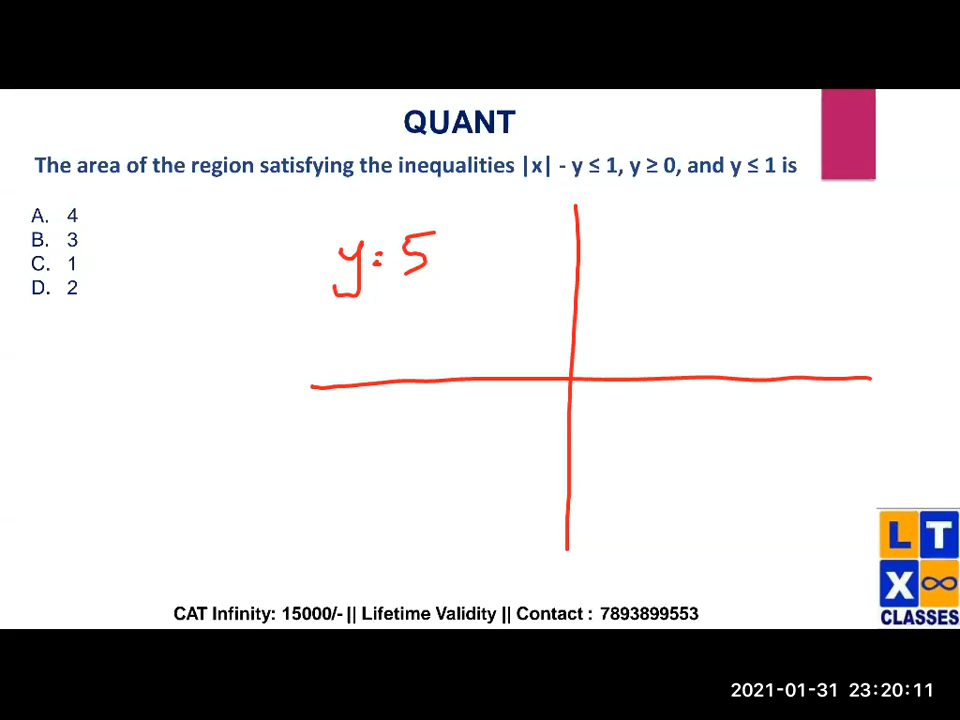 QUANT
The area of the region satisfying the inequalities |x| - y ≤ 1, y ≥ 0, and y ≤ 1 is
A. 4
B. 3
C. 1
D. 2
y = 5
L T
X ∞
CLASSES
CAT Infinity: 15000/- || Lifetime Validity || Contact : 7893899553
2021-01-31 23:20:11